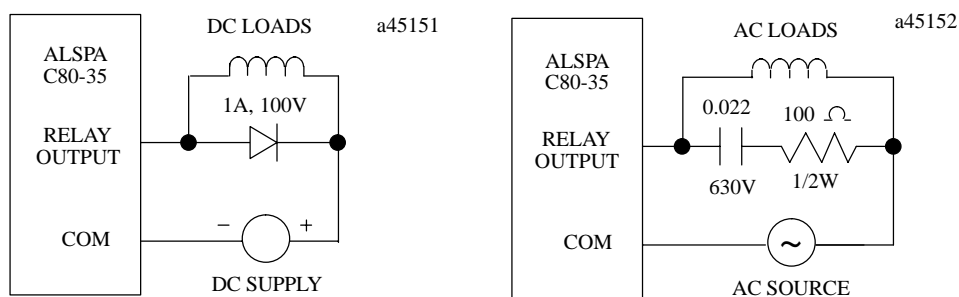 DC LOADS
a45151
ALSPA
C80-35
1A, 100V
RELAY
OUTPUT
COM
− +
DC SUPPLY
a45152
AC LOADS
ALSPA
C80-35
0.022
100 Ω
RELAY
OUTPUT
630V
1/2W
COM
~
AC SOURCE